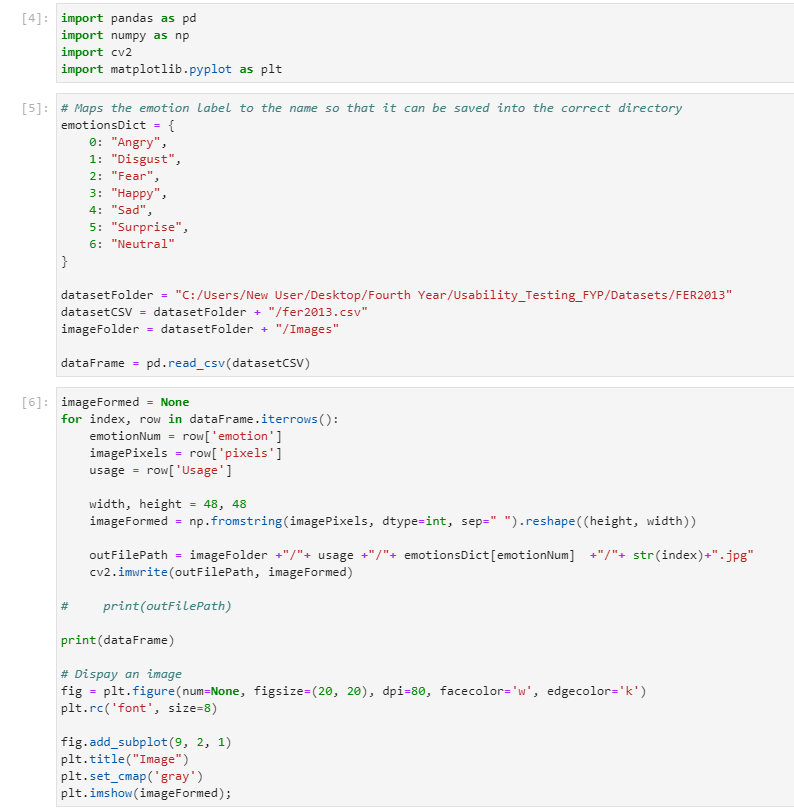 [4]: import pandas as pd
import numpy as np
import cv2
import matplotlib.pyplot as plt
[5]: # Maps the emotion label to the name so that it can be saved into the correct directory
emotionsDict = {
    0: "Angry",
    1: "Disgust",
    2: "Fear",
    3: "Happy",
    4: "Sad",
    5: "Surprise",
    6: "Neutral"
}
datasetFolder = "C:/Users/New User/Desktop/Fourth Year/Usability_Testing_FYP/Datasets/FER2013"
datasetCSV = datasetFolder + "/fer2013.csv"
imageFolder = datasetFolder + "/Images"
dataFrame = pd.read_csv(datasetCSV)
[6]: imageFormed = None
for index, row in dataFrame.iterrows():
    emotionNum = row['emotion']
    imagePixels = row['pixels']
    usage = row['Usage']
    width, height = 48, 48
    imageFormed = np.fromstring(imagePixels, dtype=int, sep=" ").reshape((height, width))
    outFilePath = imageFolder +"/"+ usage +"/"+ emotionsDict[emotionNum]  +"/"+ str(index)+".jpg"
    cv2.imwrite(outFilePath, imageFormed)
#     print(outFilePath)
print(dataFrame)
# Dispay an image
fig = plt.figure(num=None, figsize=(20, 20), dpi=80, facecolor='w', edgecolor='k')
plt.rc('font', size=8)
fig.add_subplot(9, 2, 1)
plt.title("Image")
plt.set_cmap('gray')
plt.imshow(imageFormed);